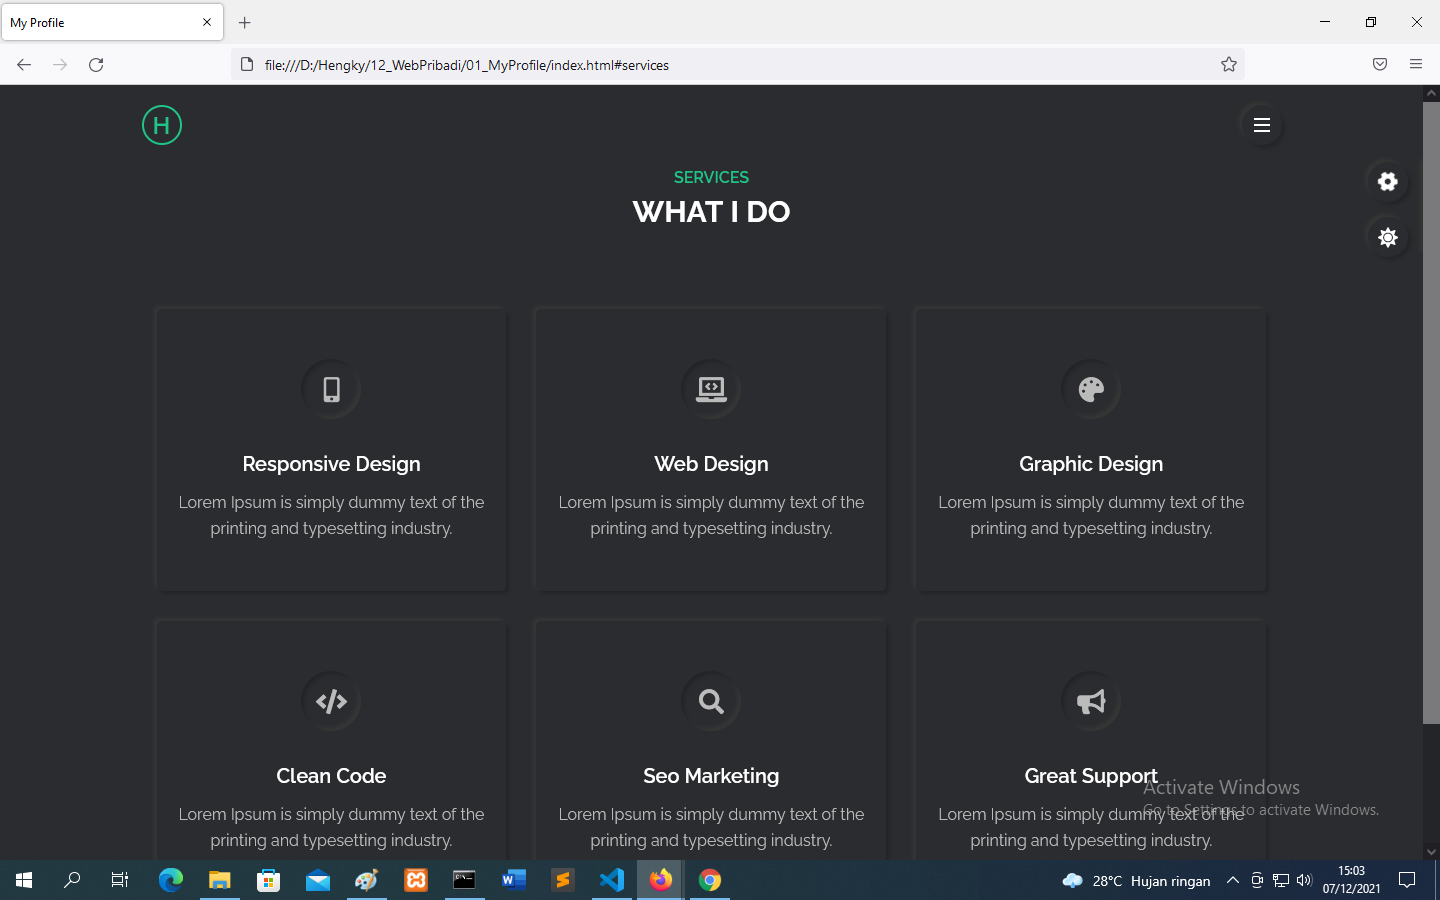 My Profile
file:///D:/Hengky/12_WebPribadi/01_MyProfile/index.html#services
H
SERVICES
WHAT I DO
Responsive Design
Lorem Ipsum is simply dummy text of the
printing and typesetting industry.
Web Design
Lorem Ipsum is simply dummy text of the
printing and typesetting industry.
Graphic Design
Lorem Ipsum is simply dummy text of the
printing and typesetting industry.
Clean Code
Lorem Ipsum is simply dummy text of the
printing and typesetting industry.
Seo Marketing
Lorem Ipsum is simply dummy text of the
printing and typesetting industry.
Great Support
Lorem Ipsum is simply dummy text of the
printing and typesetting industry.
Activate Windows
Go to Settings to activate Windows.
28°C Hujan ringan
15:03
07/12/2021